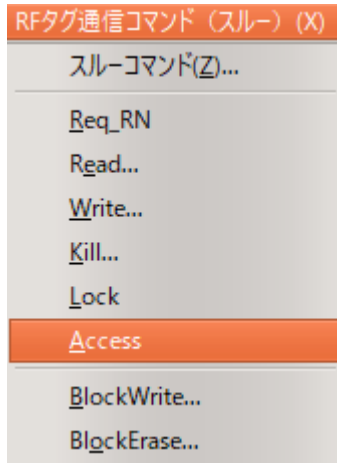 RFタグ通信コマンド（スルー）(X)
スルーコマンド(Z)...
Req_RN
Read...
Write...
Kill...
Lock
Access
BlockWrite...
BlockErase...